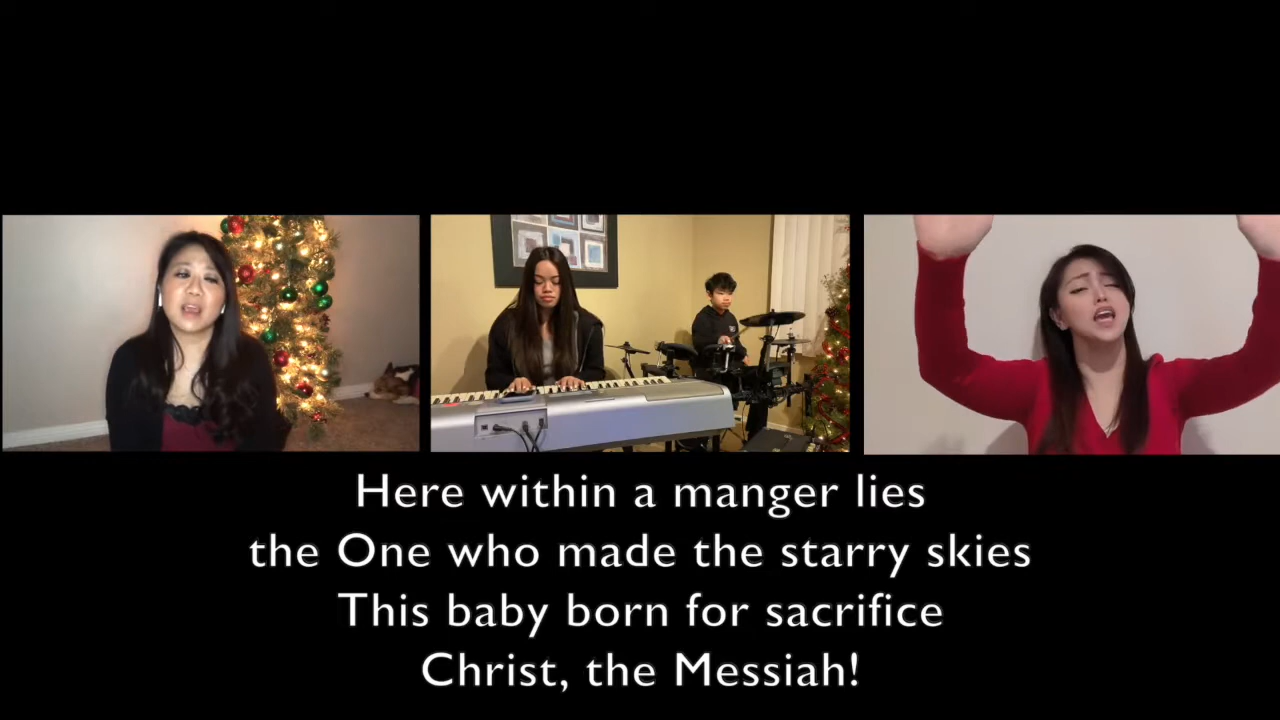 Here within a manger lies
the One who made the starry skies
This baby born for sacrifice
Christ, the Messiah!